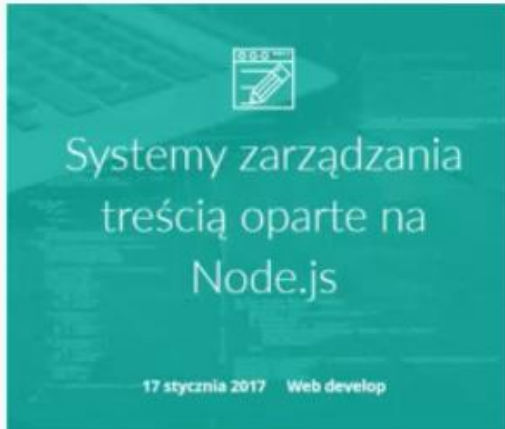 Systemy zarządzania
treścią oparte na
Node.js
17 stycznia 2017 Web develop